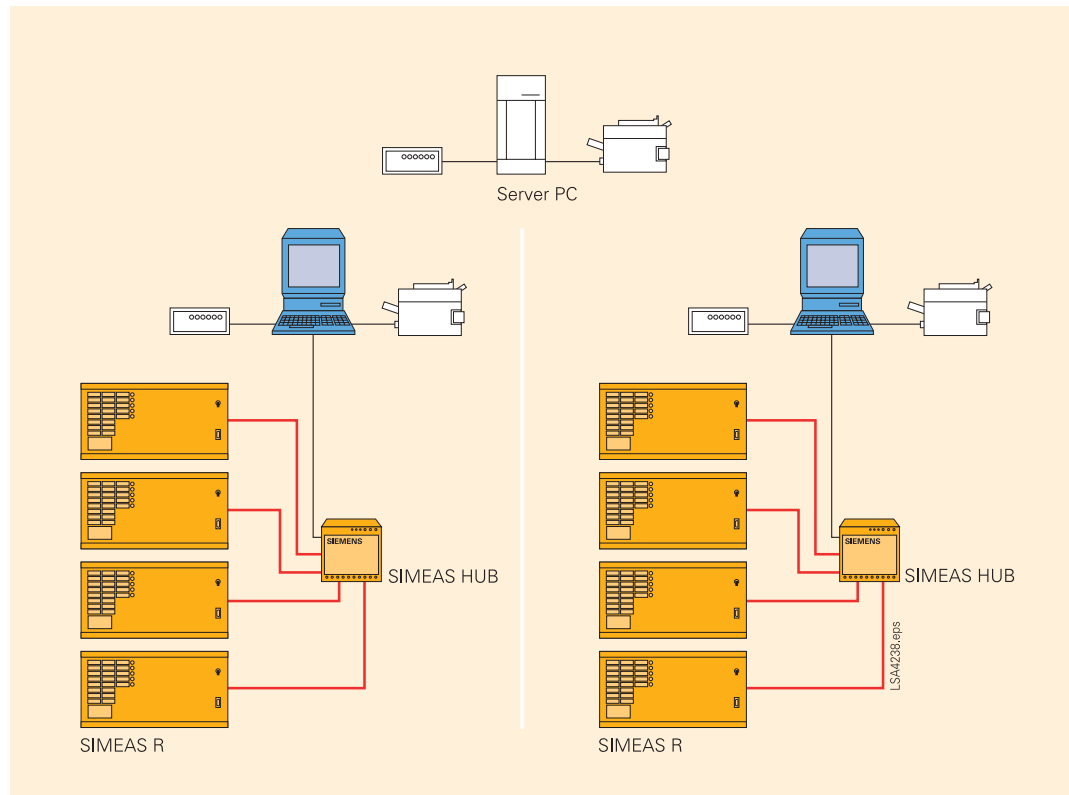 Server PC
SIEMENS
SIMEAS HUB
SIMEAS R
SIEMENS
SIMEAS HUB
LSA4238.eps
SIMEAS R